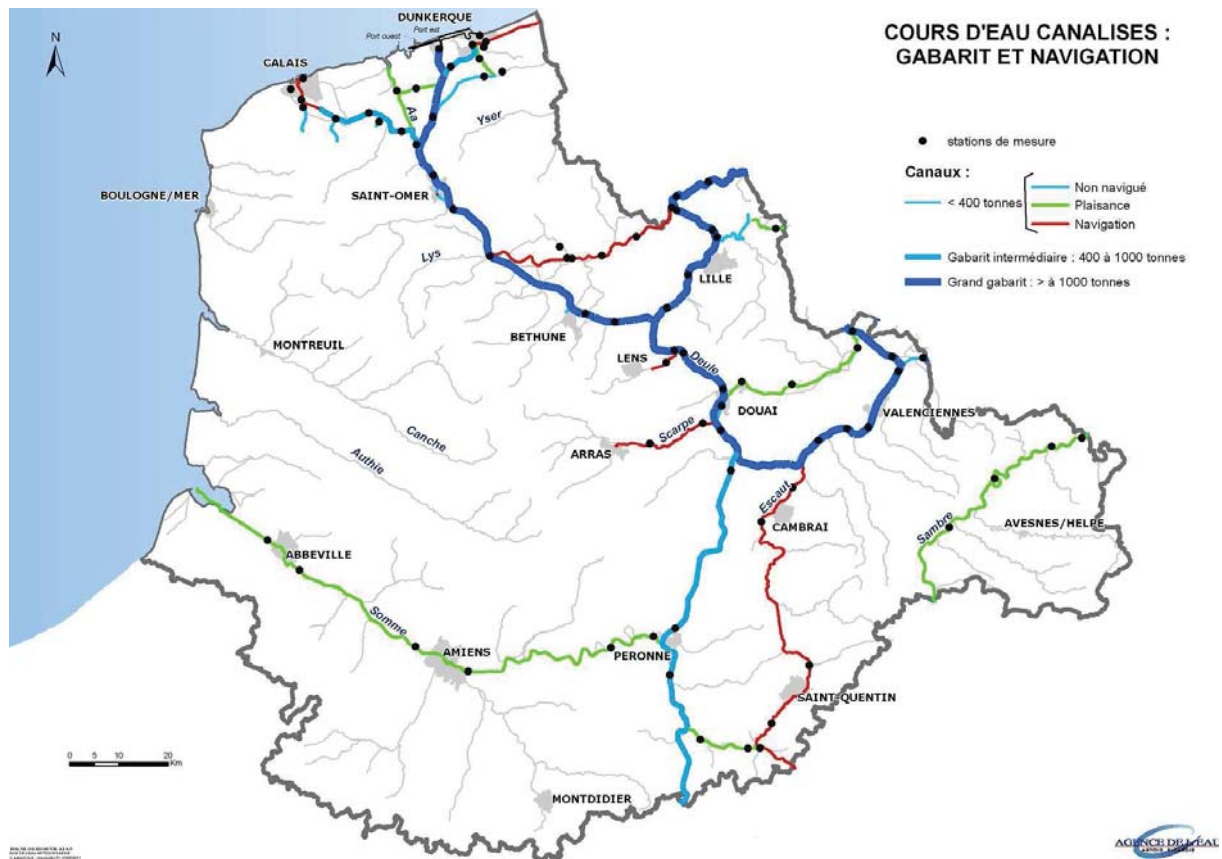 COURS D'EAU CANALISES :
GABARIT ET NAVIGATION
stations de mesure
Canaux :
< 400 tonnes
Non navigué
Plaisance
Navigation
Gabarit intermédiaire : 400 à 1000 tonnes
Grand gabarit : > à 1000 tonnes
N
DUNKERQUE
Port est
Port ouest
CALAIS
Aa
Yser
BOULOGNE/MER
SAINT-OMER
Lys
LILLE
BETHUNE
MONTREUIL
LENS
Deule
DOUAI
VALENCIENNES
Canche
Scarpe
ARRAS
Authie
Escaut
CAMBRAI
Sambre
AVESNES/HELPE
ABBEVILLE
Somme
AMIENS
PERONNE
SAINT-QUENTIN
0 5 10 20
Km
MONTDIDIER
AGENCE DE L'EAU
ARTOIS PICARDIE